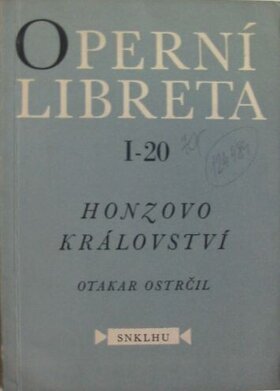 OPERNÍ
LIBRETA
I-20
HONZOVO
KRÁLOVSTVÍ
OTAKAR OSTRČIL
SNKLHU